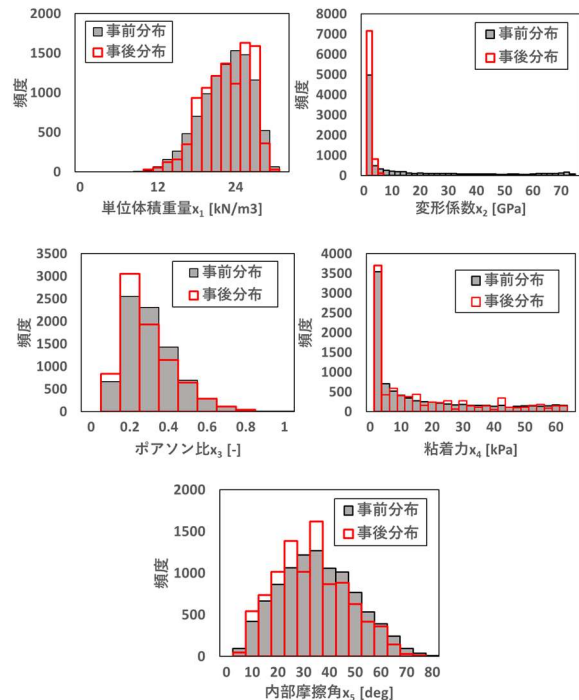 2000
1500
1000
500
0
頻度
事前分布
事後分布
0 12 24
単位体積重量x₁ [kN/m3]
8000
7000
6000
5000
4000
3000
2000
1000
0
頻度
事前分布
事後分布
0 10 20 30 40 50 60 70
変形係数x₂ [GPa]
3500
3000
2500
2000
1500
1000
500
0
頻度
事前分布
事後分布
0 0.2 0.4 0.6 0.8 1
ポアソン比x₃ [-]
4000
3500
3000
2500
2000
1500
1000
500
0
頻度
事前分布
事後分布
0 10 20 30 40 50 60
粘着力x₄ [kPa]
2000
1500
1000
500
0
頻度
事前分布
事後分布
0 10 20 30 40 50 60 70 80
内部摩擦角x₅ [deg]